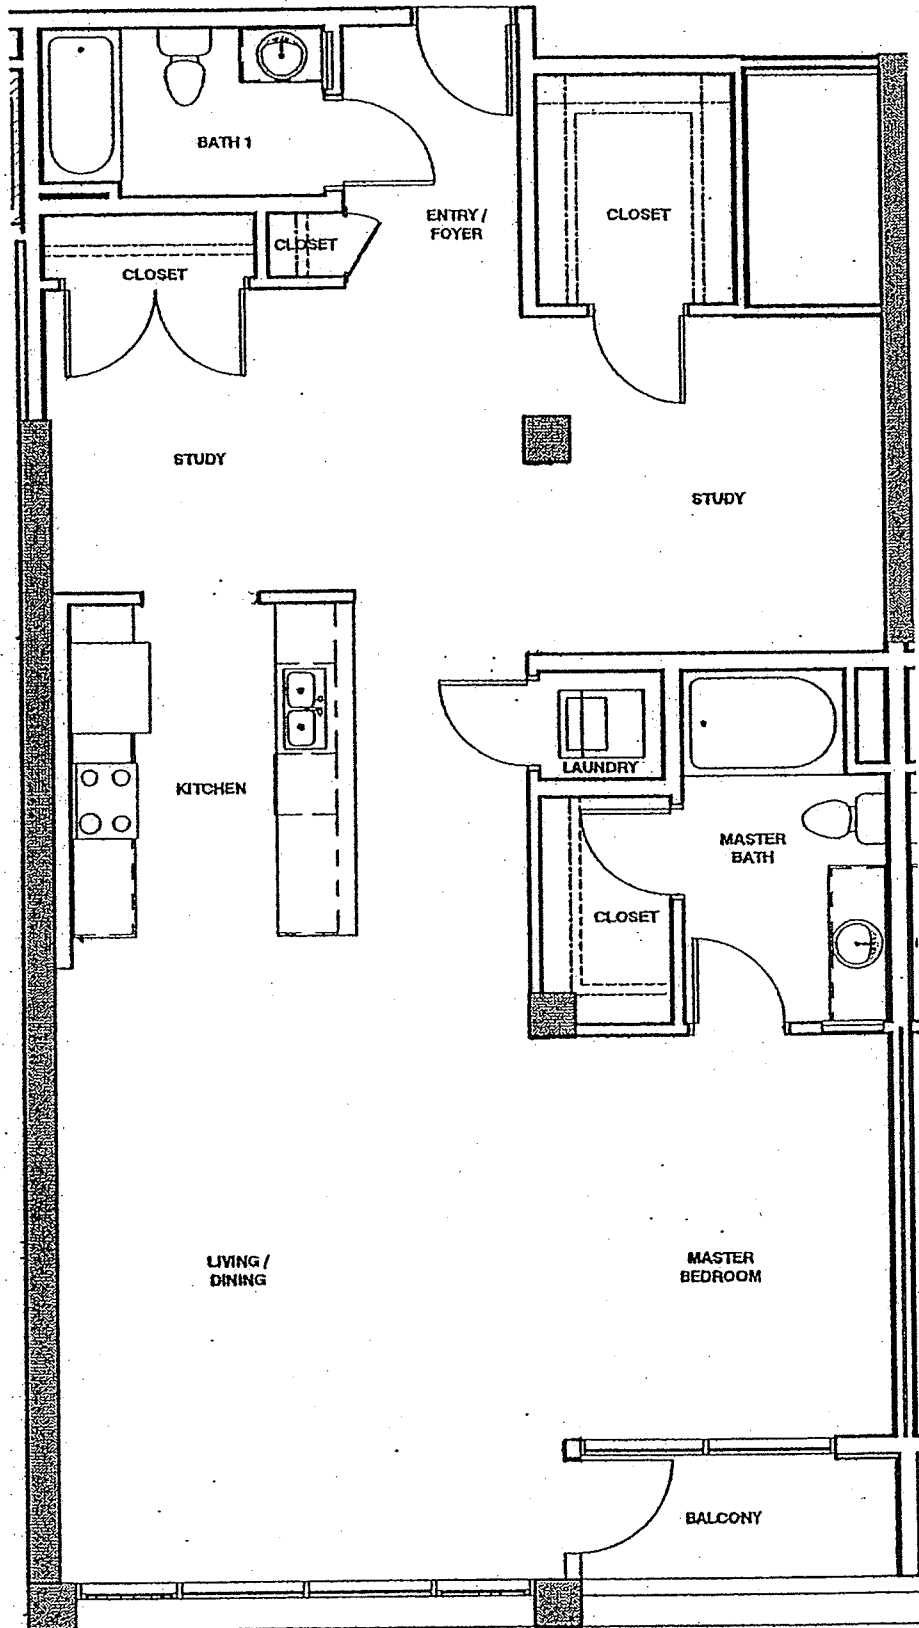 BATH 1
ENTRY /
FOYER
CLOSET
CLOSET
CLOSET
STUDY
STUDY
KITCHEN
LAUNDRY
MASTER
BATH
CLOSET
LIVING /
DINING
MASTER
BEDROOM
BALCONY